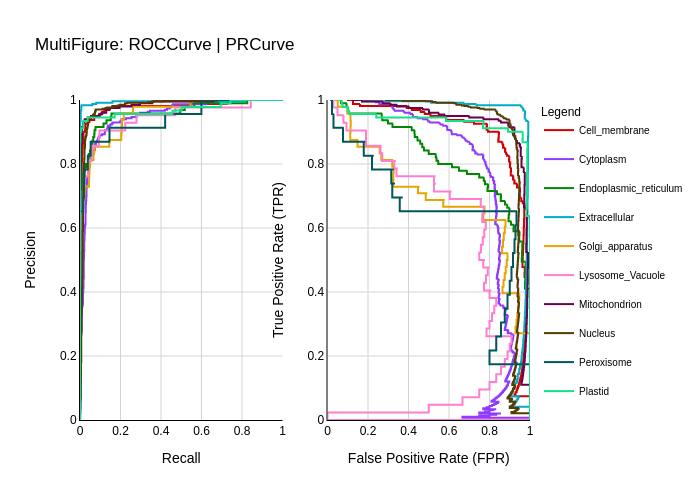 MultiFigure: ROCCurve | PRCurve
Precision
1
0.8
0.6
0.4
0.2
0
0 0.2 0.4 0.6 0.8 1
Recall
True Positive Rate (TPR)
1
0.8
0.6
0.4
0.2
0
0 0.2 0.4 0.6 0.8 1
False Positive Rate (FPR)
Legend
Cell_membrane
Cytoplasm
Endoplasmic_reticulum
Extracellular
Golgi_apparatus
Lysosome_Vacuole
Mitochondrion
Nucleus
Peroxisome
Plastid